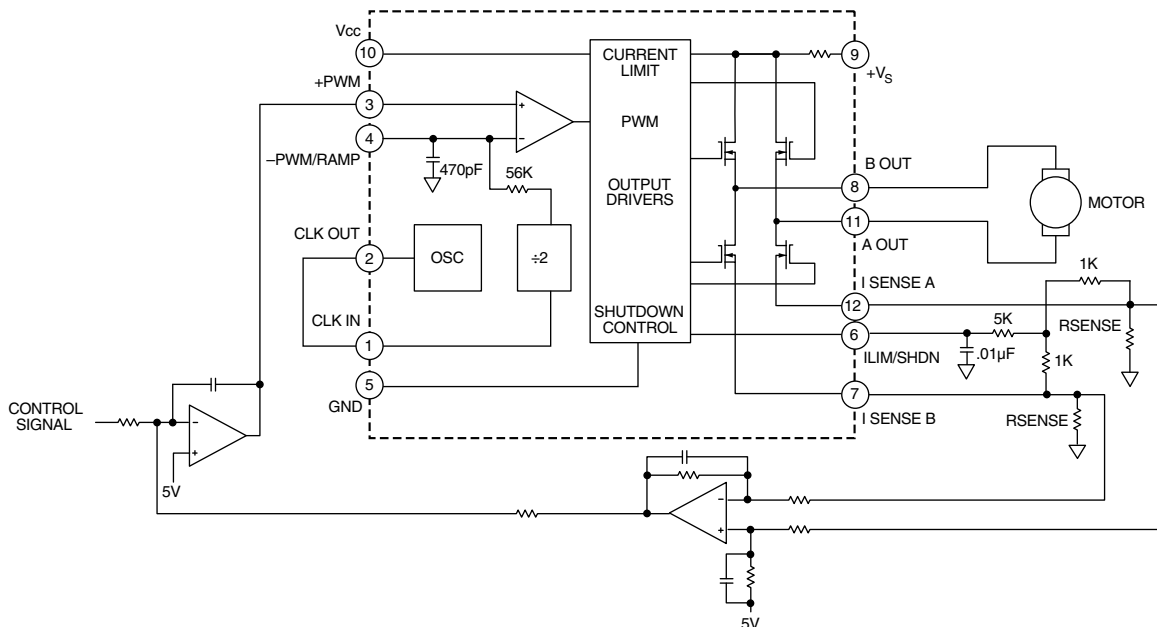 Vcc
10
+PWM
3
4
–PWM/RAMP
470pF
56K
CLK OUT
2
OSC
÷2
CLK IN
1
5
GND
CURRENT
LIMIT
PWM
OUTPUT
DRIVERS
SHUTDOWN
CONTROL
9
+VS
B OUT
8
11
A OUT
MOTOR
I SENSE A
12
6
ILIM/SHDN
5K
.01µF
1K
RSENSE
1K
7
I SENSE B
RSENSE
CONTROL
SIGNAL
–
+
5V
–
+
5V
+
–